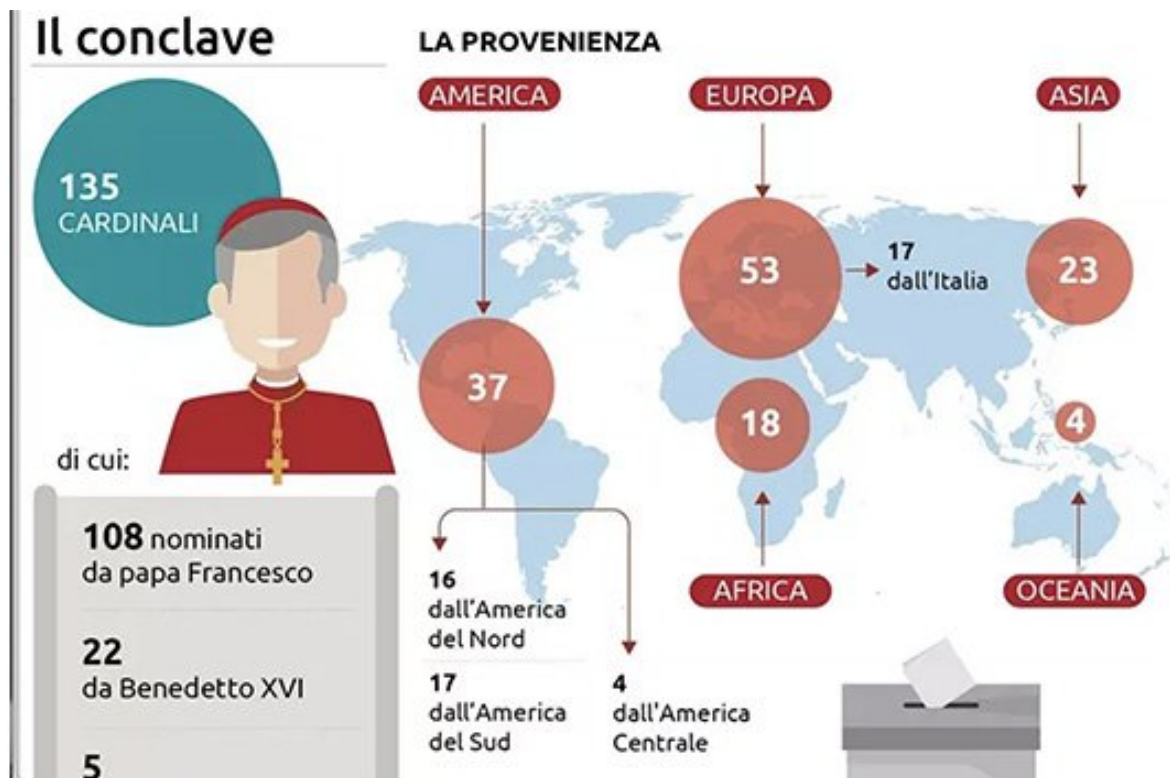 Il conclave
135
CARDINALI
di cui:
108 nominati
da papa Francesco
22
da Benedetto XVI
5
LA PROVENIENZA
AMERICA
EUROPA
ASIA
53
17
dall'Italia
23
37
18
4
AFRICA
OCEANIA
16
dall'America
del Nord
17
dall'America
del Sud
4
dall'America
Centrale